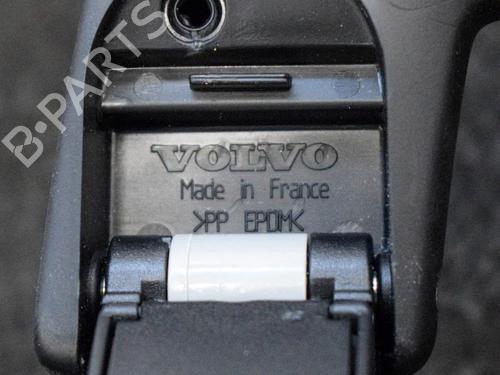 B-PARTS
VOLVO
Made in France
>PP EPDM<